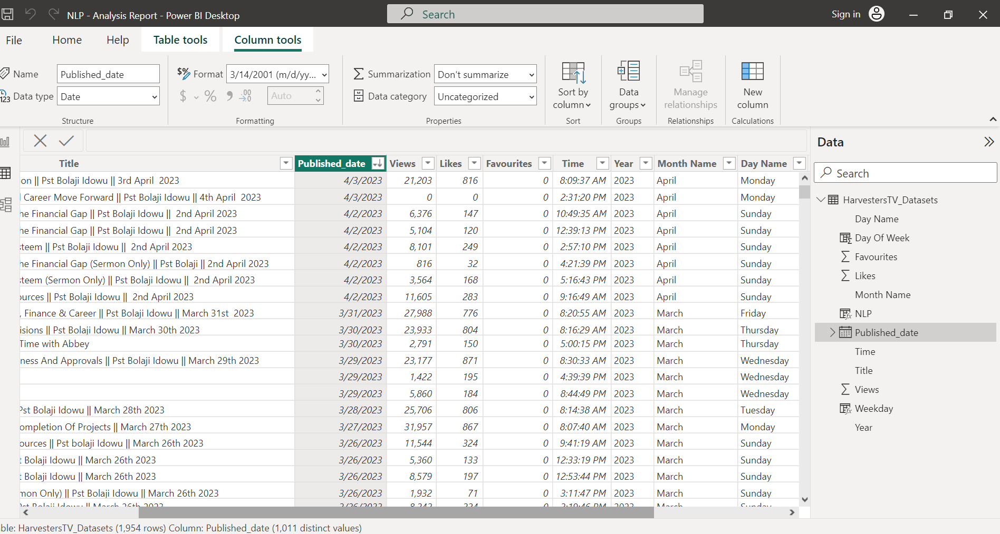 NLP - Analysis Report - Power BI Desktop
Search
Sign in
File Home Help Table tools Column tools
Name Published_date
Data type Date
Structure
$% Format 3/14/2001 (m/d/yy...
$ % , .00
Auto
Formatting
Summarization Don't summarize
Data category Uncategorized
Properties
Sort by column
Sort
Data groups
Groups
Manage relationships
Relationships
New column
Calculations
Title Published_date Views Likes Favourites Time Year Month Name Day Name
on || Pst Bolaji Idowu || 3rd April 2023 4/3/2023 21,203 816 0 8:09:37 AM 2023 April Monday
Career Move Forward || Pst Bolaji Idowu || 4th April 2023 4/3/2023 0 0 0 2:31:20 PM 2023 April Monday
he Financial Gap || Pst Bolaji Idowu || 2nd April 2023 4/2/2023 6,376 147 0 10:49:35 AM 2023 April Sunday
he Financial Gap || Pst Bolaji Idowu || 2nd April 2023 4/2/2023 5,104 120 0 12:39:13 PM 2023 April Sunday
steem || Pst Bolaji Idowu || 2nd April 2023 4/2/2023 8,101 249 0 2:57:10 PM 2023 April Sunday
he Financial Gap (Sermon Only) || Pst Bolaji || 2nd April 2023 4/2/2023 816 32 0 4:21:39 PM 2023 April Sunday
steem (Sermon Only) || Pst Bolaji Idowu || 2nd April 2023 4/2/2023 3,564 168 0 5:16:43 PM 2023 April Sunday
ources || Pst Bolaji Idowu || 2nd April 2023 4/2/2023 11,605 283 0 9:16:49 AM 2023 April Sunday
, Finance & Career || Pst Bolaji Idowu || March 31st 2023 3/31/2023 27,988 776 0 8:20:55 AM 2023 March Friday
isions || Pst Bolaji Idowu || March 30th 2023 3/30/2023 23,933 804 0 8:16:29 AM 2023 March Thursday
Time with Abbey 3/30/2023 2,791 150 0 5:00:15 PM 2023 March Thursday
ness And Approvals || Pst Bolaji Idowu || March 29th 2023 3/29/2023 23,177 871 0 8:30:33 AM 2023 March Wednesday
3/29/2023 1,422 195 0 4:39:39 PM 2023 March Wednesday
3/29/2023 5,860 184 0 8:44:49 PM 2023 March Wednesday
Pst Bolaji Idowu || March 28th 2023 3/28/2023 25,706 806 0 8:14:38 AM 2023 March Tuesday
ompletion Of Projects || March 27th 2023 3/27/2023 31,957 867 0 8:07:40 AM 2023 March Monday
ources || Pst bolaji Idowu || March 26th 2023 3/26/2023 11,544 324 0 9:41:19 AM 2023 March Sunday
t Bolaji Idowu || March 26th 2023 3/26/2023 5,360 133 0 12:33:19 PM 2023 March Sunday
t Bolaji Idowu || March 26th 2023 3/26/2023 8,579 197 0 12:53:44 PM 2023 March Sunday
mon Only) || Pst Bolaji Idowu || March 26th 2023 3/26/2023 1,932 71 0 3:11:47 PM 2023 March Sunday
Data
Search
HarvestersTV_Datasets
Day Name
Day Of Week
Favourites
Likes
Month Name
NLP
Published_date
Time
Title
Views
Weekday
Year
ble: HarvestersTV_Datasets (1,954 rows) Column: Published_date (1,011 distinct values)